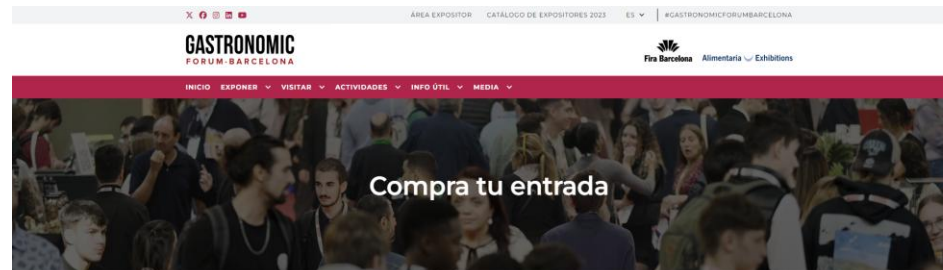 ÁREA EXPOSITOR CATÁLOGO DE EXPOSITORES 2023 ES #GASTRONOMICFORUMBARCELONA
GASTRONOMIC
FORUM-BARCELONA
Fira Barcelona Alimentaria Exhibitions
INICIO EXPONER VISITAR ACTIVIDADES INFO ÚTIL MEDIA
Compra tu entrada